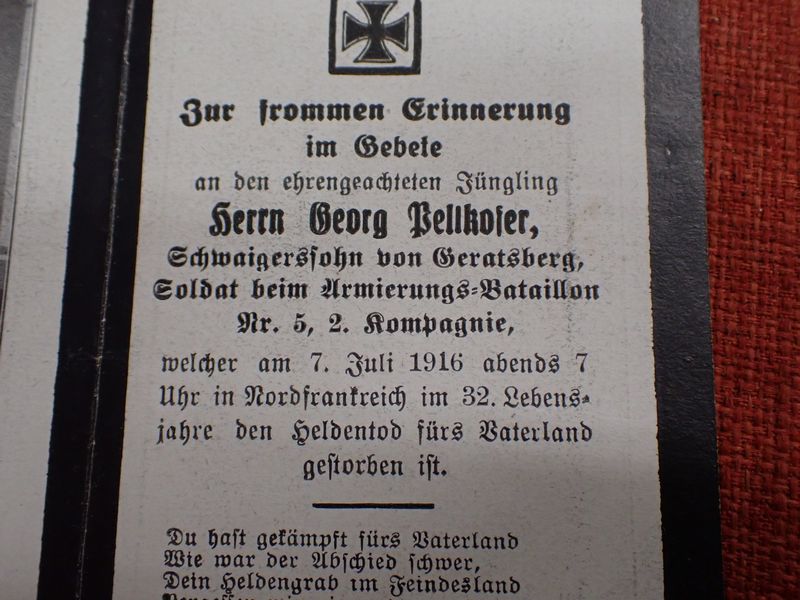 Zur frommen Erinnerung
im Gebete
an den ehrengeachteten Jüngling
Herrn Georg Pellkofer,
Schwaigerssohn von Geratsberg,
Soldat beim Armierungs-Bataillon
Nr. 5, 2. Kompagnie,
welcher am 7. Juli 1916 abends 7
Uhr in Nordfrankreich im 32. Lebens-
jahre den Heldentod fürs Vaterland
gestorben ist.
Du hast gekämpft fürs Vaterland
Wie war der Abschied schwer,
Dein Heldengrab im Feindesland